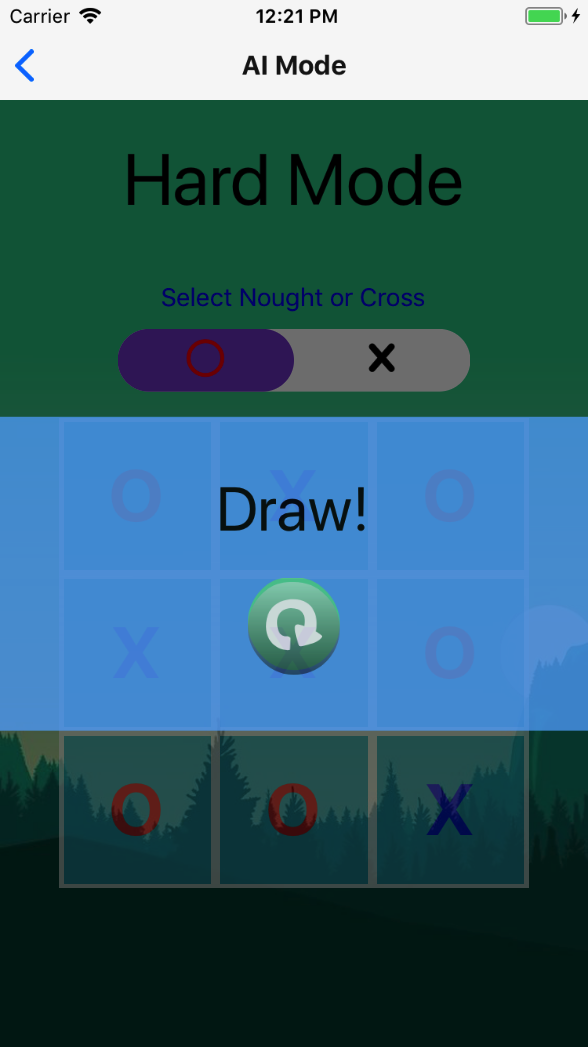 Carrier 12:21 PM
AI Mode
Hard Mode
Select Nought or Cross
O X
O X O
Draw!
X X O
O O X